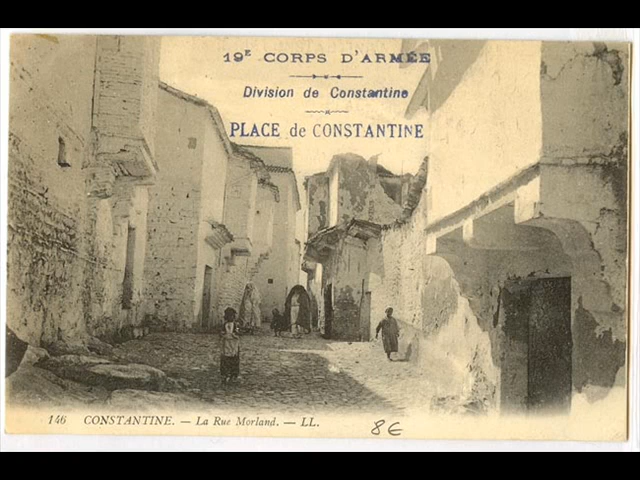 19E CORPS D'ARMÉE
Division de Constantine
PLACE de CONSTANTINE
146 CONSTANTINE. — La Rue Morland. — LL.
8€